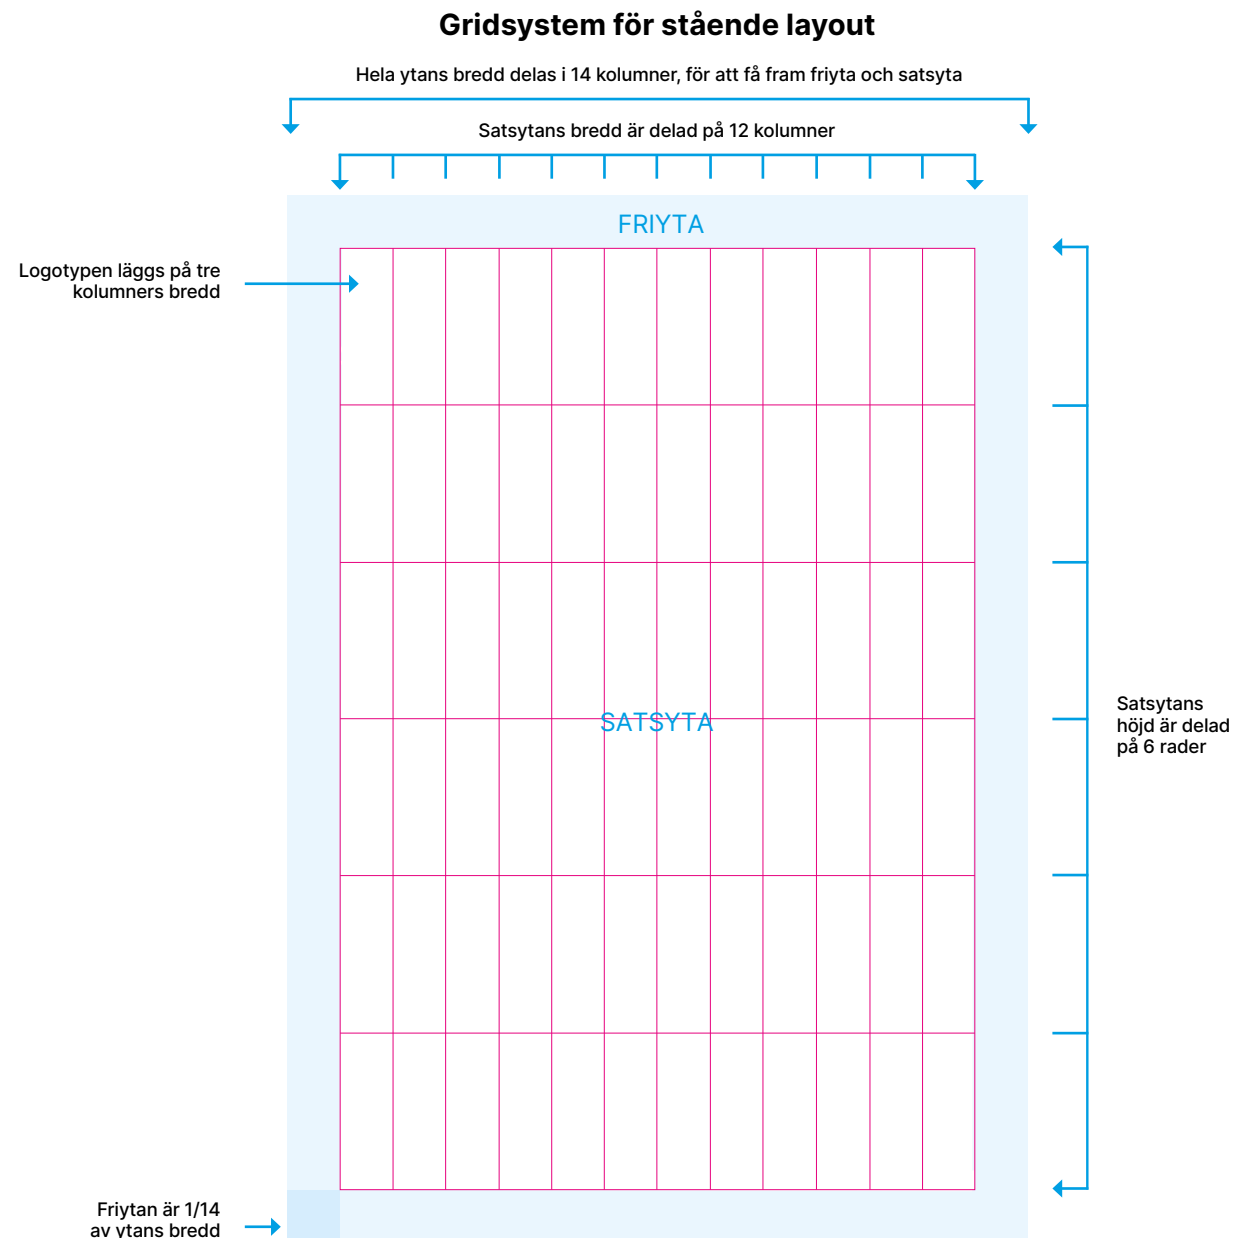 Gridsystem för stående layout
Hela ytans bredd delas i 14 kolumner, för att få fram friyta och satsyta
Satsytans bredd är delad på 12 kolumner
FRIYTA
Logotypen läggs på tre
kolumners bredd
SATSYTA
Satsytans
höjd är delad
på 6 rader
Friytan är 1/14
av ytans bredd